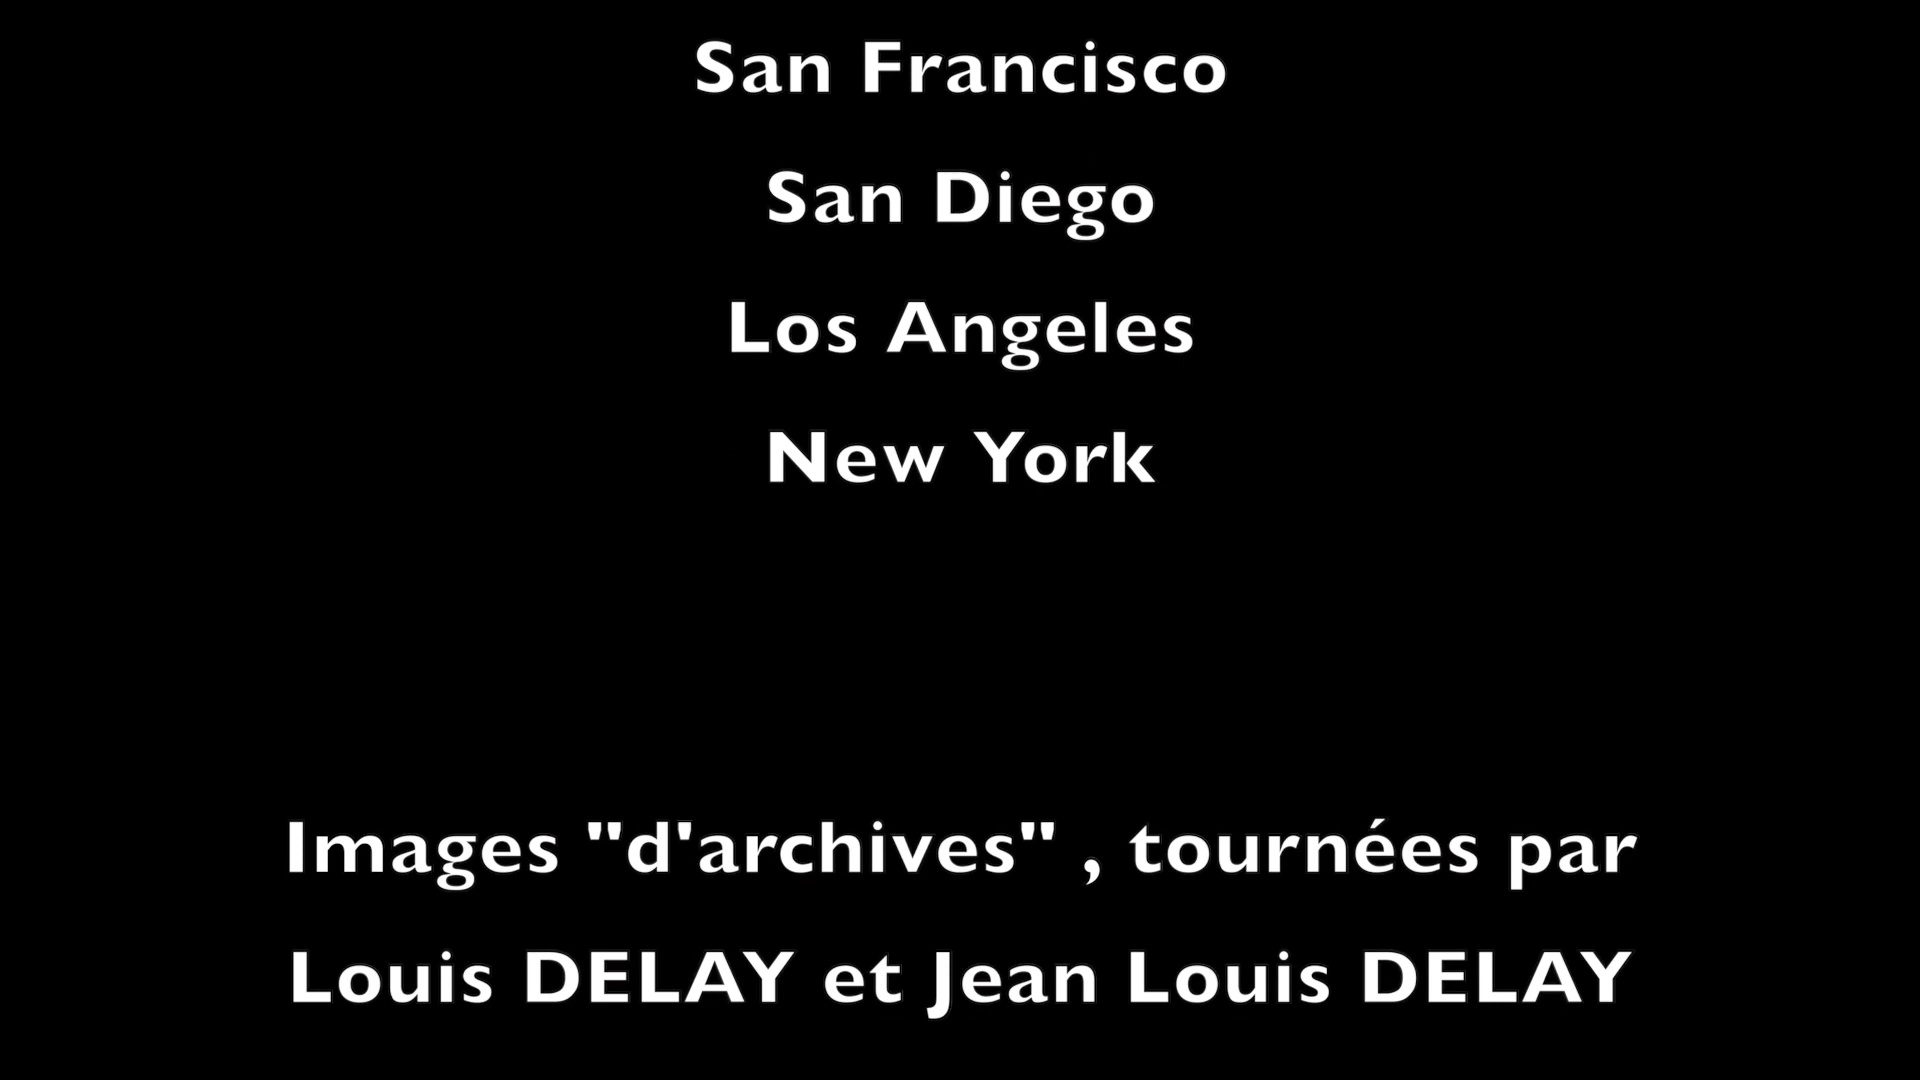 San Francisco
San Diego
Los Angeles
New York
Images "d'archives" , tournées par
Louis DELAY et Jean Louis DELAY